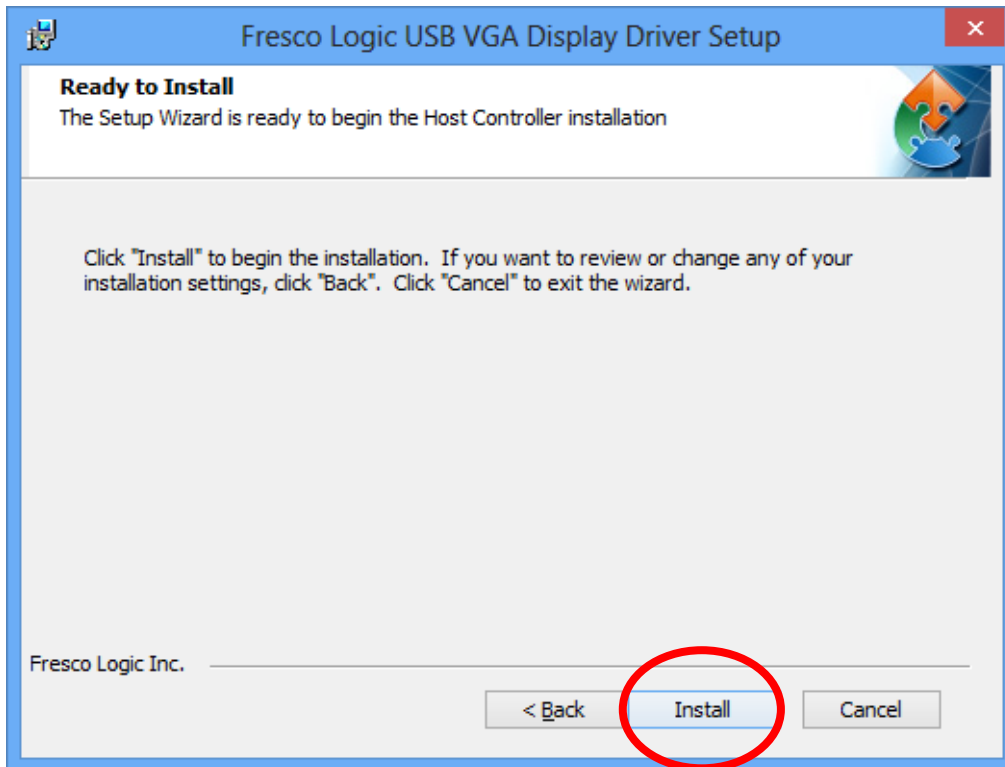 Fresco Logic USB VGA Display Driver Setup
Ready to Install
The Setup Wizard is ready to begin the Host Controller installation
Click "Install" to begin the installation.  If you want to review or change any of your
installation settings, click "Back".  Click "Cancel" to exit the wizard.
Fresco Logic Inc.
< Back
Install
Cancel